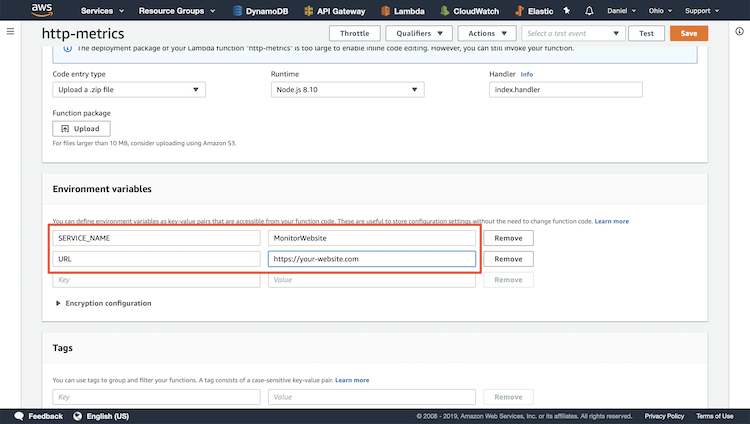 aws Services Resource Groups DynamoDB API Gateway Lambda CloudWatch Elastic Daniel Ohio Support
http-metrics Throttle Qualifiers Actions Select a test event Test Save
The deployment package of your Lambda function "http-metrics" is too large to enable inline code editing. However, you can still invoke your function.
Code entry type Runtime Handler Info
Upload a .zip file Node.js 8.10 index.handler
Function package
Upload
For files larger than 10 MB, consider uploading using Amazon S3.
Environment variables
You can define environment variables as key-value pairs that are accessible from your function code. These are useful to store configuration settings without the need to change function code. Learn more
SERVICE_NAME MonitorWebsite Remove
URL https://your-website.com Remove
Key Value Remove
Encryption configuration
Tags
You can use tags to group and filter your functions. A tag consists of a case-sensitive key-value pair. Learn more
Key Value Remove
Feedback English (US) © 2008 - 2019, Amazon Web Services, Inc. or its affiliates. All rights reserved. Privacy Policy Terms of Use